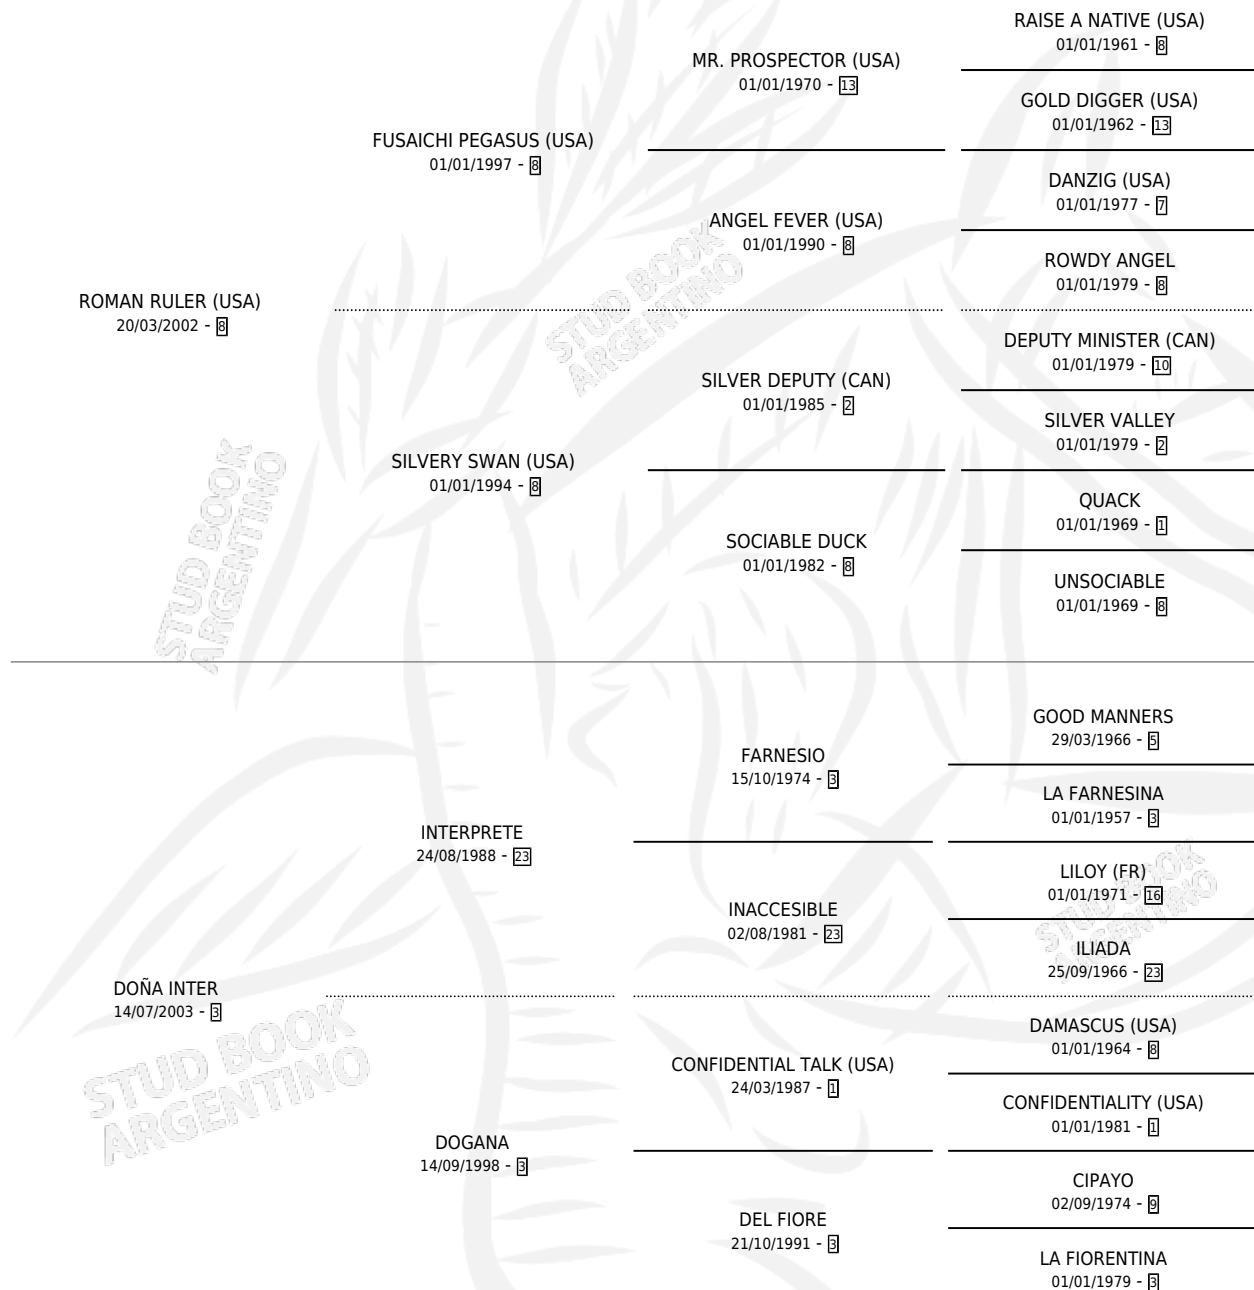 RAISE A NATIVE (USA)
01/01/1961 - 8
MR. PROSPECTOR (USA)
01/01/1970 - 13
GOLD DIGGER (USA)
01/01/1962 - 13
FUSAICHI PEGASUS (USA)
01/01/1997 - 8
DANZIG (USA)
01/01/1977 - 7
ANGEL FEVER (USA)
01/01/1990 - 8
ROWDY ANGEL
01/01/1979 - 8
ROMAN RULER (USA)
20/03/2002 - 8
DEPUTY MINISTER (CAN)
01/01/1979 - 10
SILVER DEPUTY (CAN)
01/01/1985 - 2
SILVER VALLEY
01/01/1979 - 2
SILVERY SWAN (USA)
01/01/1994 - 8
QUACK
01/01/1969 - 1
SOCIABLE DUCK
01/01/1982 - 8
UNSOCIABLE
01/01/1969 - 8
GOOD MANNERS
29/03/1966 - 5
FARNESIO
15/10/1974 - 3
LA FARNESINA
01/01/1957 - 3
INTERPRETE
24/08/1988 - 23
LILOY (FR)
01/01/1971 - 16
INACCESIBLE
02/08/1981 - 23
ILIADA
25/09/1966 - 23
DOÑA INTER
14/07/2003 - 3
DAMASCUS (USA)
01/01/1964 - 8
CONFIDENTIAL TALK (USA)
24/03/1987 - 1
CONFIDENTIALITY (USA)
01/01/1981 - 1
DOGANA
14/09/1998 - 3
CIPAYO
02/09/1974 - 9
DEL FIORE
21/10/1991 - 3
LA FIORENTINA
01/01/1979 - 3
STUD BOOK
ARGENTINO
STUD BOOK
ARGENTINO
STUD BOOK
ARGENTINO
STUD BOOK
ARGENTINO